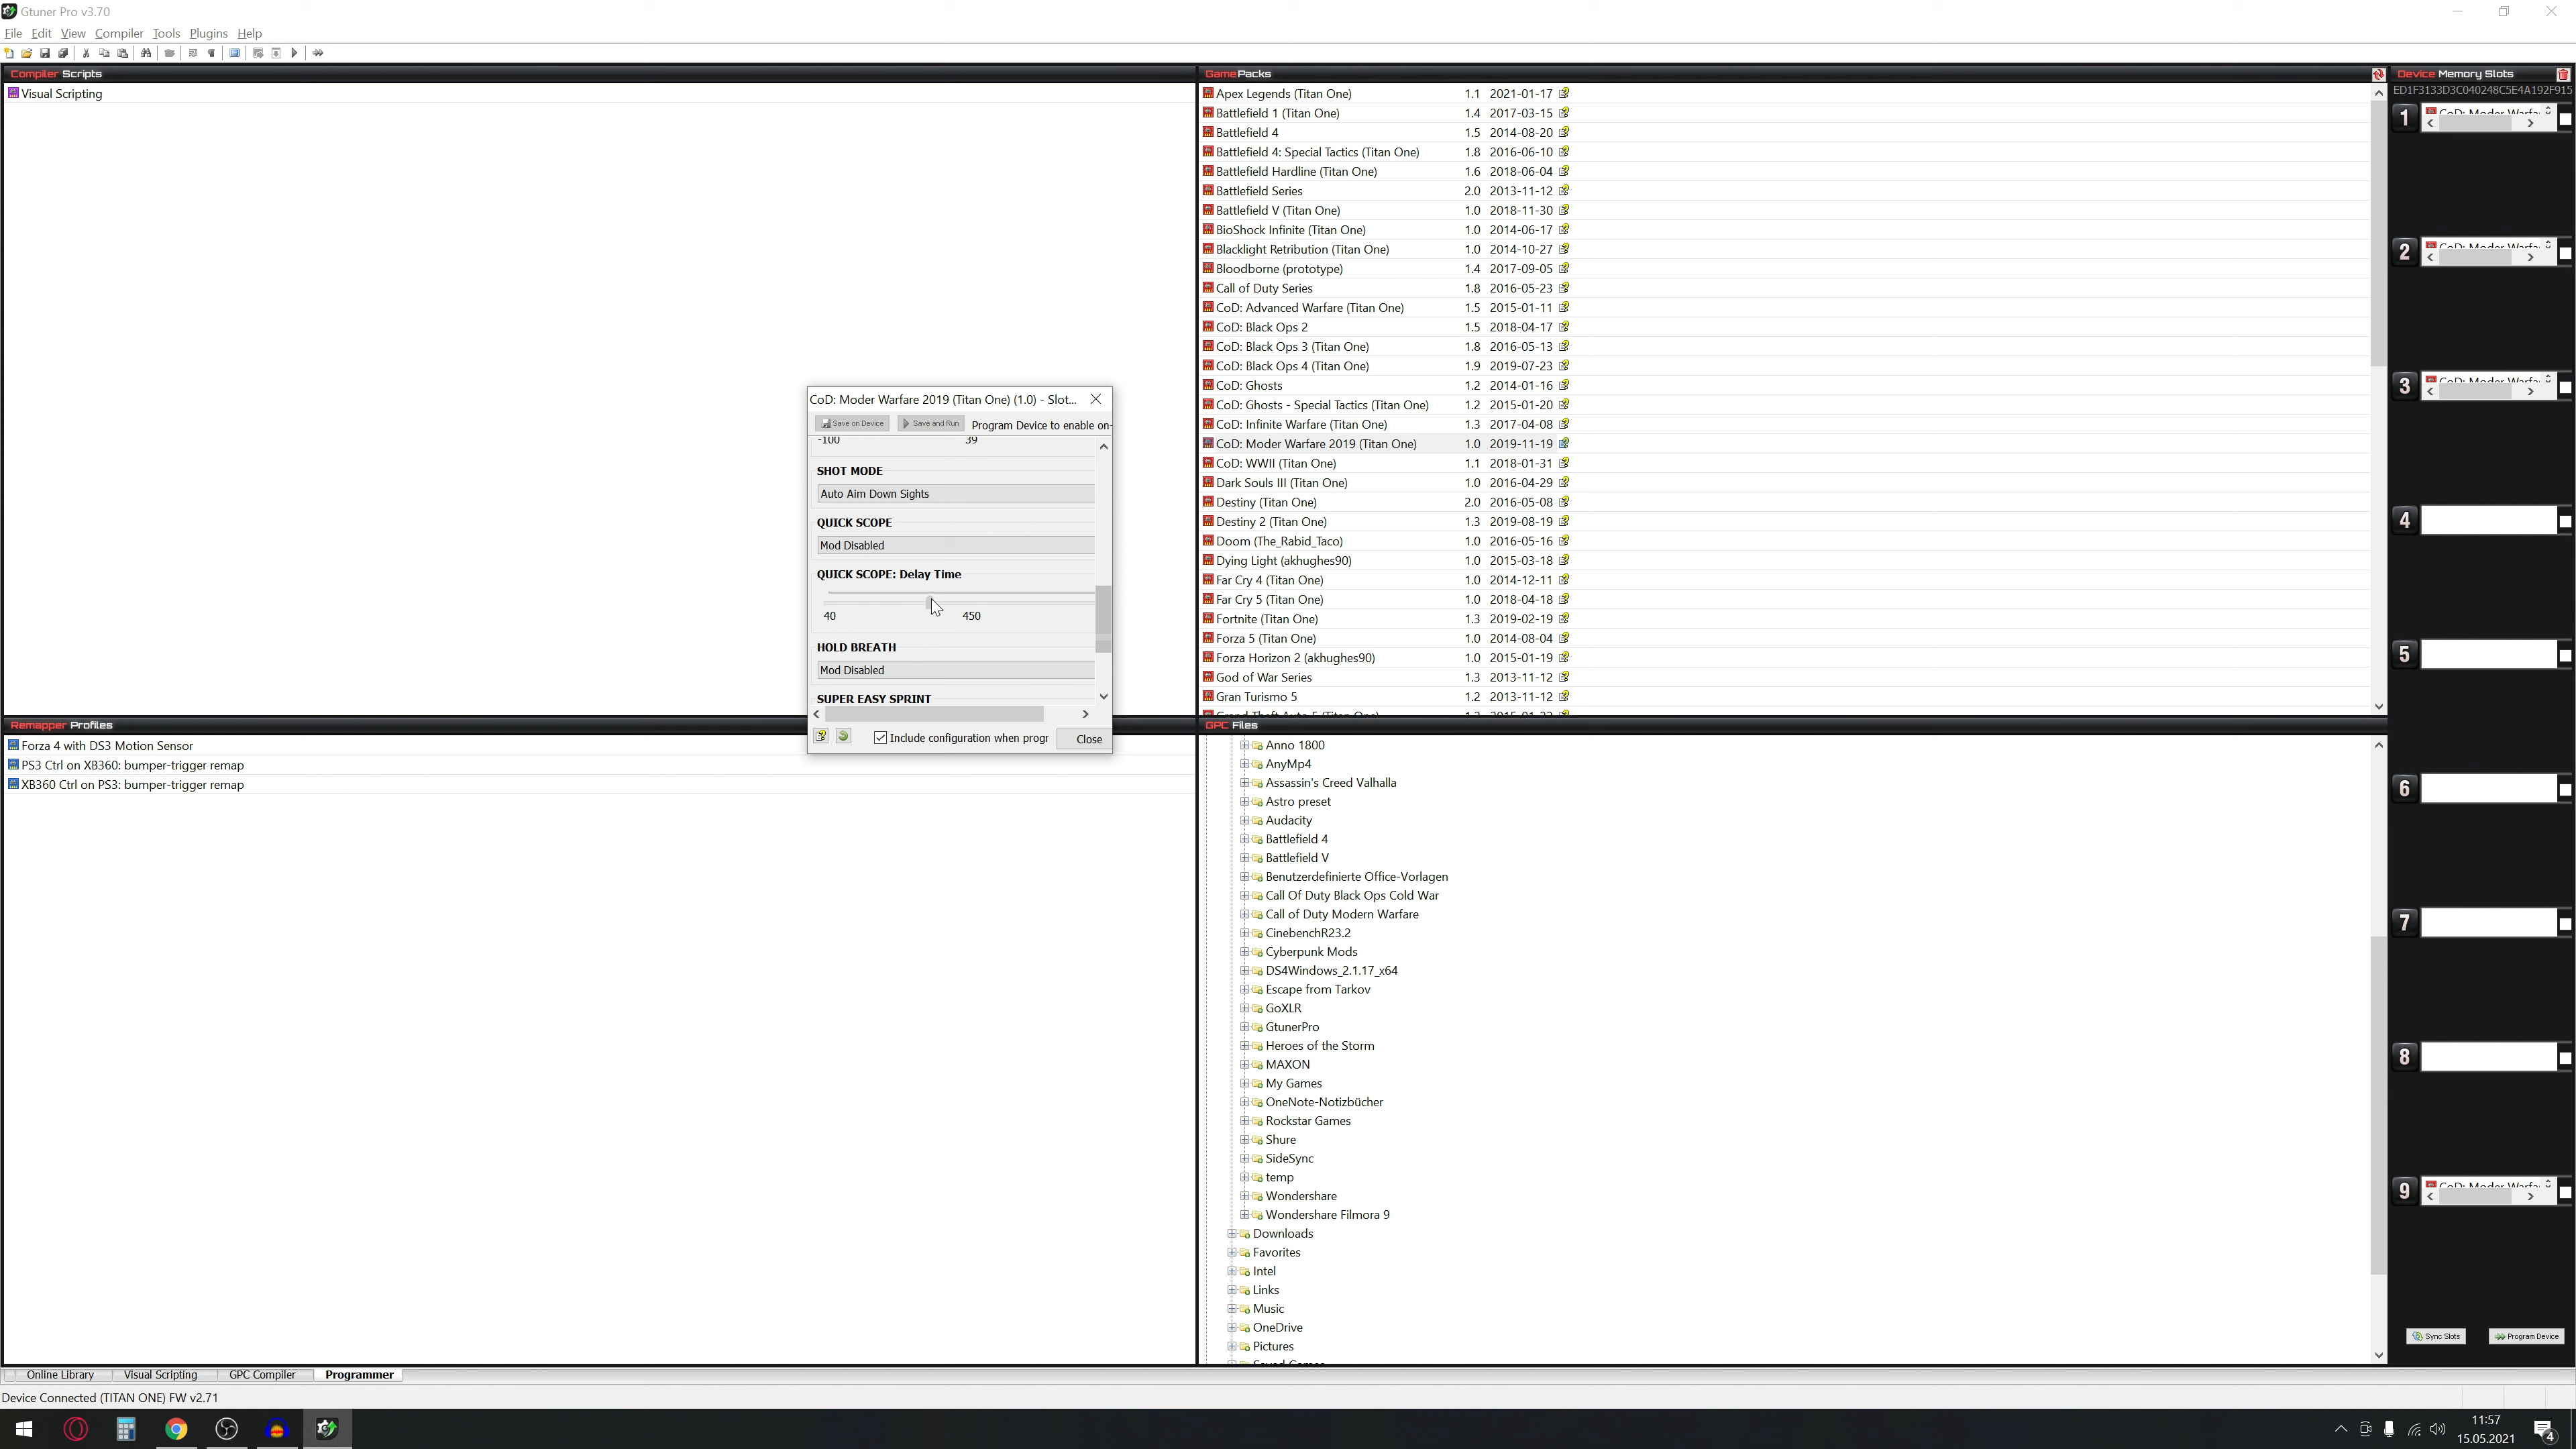 Gtuner Pro v3.70
File Edit View Compiler Tools Plugins Help
Compiler Scripts
Visual Scripting
GamePacks
Apex Legends (Titan One) 1.1 2021-01-17
Battlefield 1 (Titan One) 1.4 2017-03-15
Battlefield 4 1.5 2014-08-20
Battlefield 4: Special Tactics (Titan One) 1.8 2016-06-10
Battlefield Hardline (Titan One) 1.6 2018-06-04
Battlefield Series 2.0 2013-11-12
Battlefield V (Titan One) 1.0 2018-11-30
BioShock Infinite (Titan One) 1.0 2014-06-17
Blacklight Retribution (Titan One) 1.0 2014-10-27
Bloodborne (prototype) 1.4 2017-09-05
Call of Duty Series 1.8 2016-05-23
CoD: Advanced Warfare (Titan One) 1.5 2015-01-11
CoD: Black Ops 2 1.5 2018-04-17
CoD: Black Ops 3 (Titan One) 1.8 2016-05-13
CoD: Black Ops 4 (Titan One) 1.9 2019-07-23
CoD: Ghosts 1.2 2014-01-16
CoD: Ghosts - Special Tactics (Titan One) 1.2 2015-01-20
CoD: Infinite Warfare (Titan One) 1.3 2017-04-08
CoD: Moder Warfare 2019 (Titan One) 1.0 2019-11-19
CoD: WWII (Titan One) 1.1 2018-01-31
Dark Souls III (Titan One) 1.0 2016-04-29
Destiny (Titan One) 2.0 2016-05-08
Destiny 2 (Titan One) 1.3 2019-08-19
Doom (The_Rabid_Taco) 1.0 2016-05-16
Dying Light (akhughes90) 1.0 2015-03-18
Far Cry 4 (Titan One) 1.0 2014-12-11
Far Cry 5 (Titan One) 1.0 2018-04-18
Fortnite (Titan One) 1.3 2019-02-19
Forza 5 (Titan One) 1.0 2014-08-04
Forza Horizon 2 (akhughes90) 1.0 2015-01-19
God of War Series 1.3 2013-11-12
Gran Turismo 5 1.2 2013-11-12
Device Memory Slots
ED1F3133D3C040248C5E4A192F915
1 CoD: Moder Warfa
2 CoD: Moder Warfa
3 CoD: Moder Warfa
4
5
6
7
8
9 CoD: Moder Warfa
Sync Slots Program Device
CoD: Moder Warfare 2019 (Titan One) (1.0) - Slot...
Save on Device Save and Run Program Device to enable on-
-100 39
SHOT MODE
Auto Aim Down Sights
QUICK SCOPE
Mod Disabled
QUICK SCOPE: Delay Time
40 450
HOLD BREATH
Mod Disabled
SUPER EASY SPRINT
Include configuration when progr Close
Remapper Profiles
Forza 4 with DS3 Motion Sensor
PS3 Ctrl on XB360: bumper-trigger remap
XB360 Ctrl on PS3: bumper-trigger remap
GPC Files
Anno 1800
AnyMp4
Assassin's Creed Valhalla
Astro preset
Audacity
Battlefield 4
Battlefield V
Benutzerdefinierte Office-Vorlagen
Call Of Duty Black Ops Cold War
Call of Duty Modern Warfare
CinebenchR23.2
Cyberpunk Mods
DS4Windows_2.1.17_x64
Escape from Tarkov
GoXLR
GtunerPro
Heroes of the Storm
MAXON
My Games
OneNote-Notizbücher
Rockstar Games
Shure
SideSync
temp
Wondershare
Wondershare Filmora 9
Downloads
Favorites
Intel
Links
Music
OneDrive
Pictures
Online Library Visual Scripting GPC Compiler Programmer
Device Connected (TITAN ONE) FW v2.71
11:57
15.05.2021
4